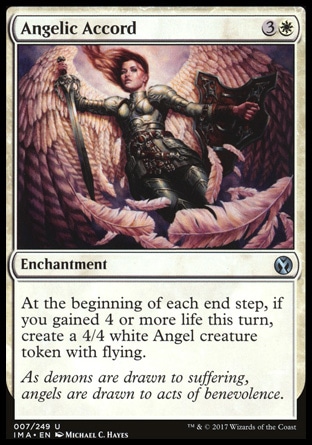 Angelic Accord 3
Enchantment
At the beginning of each end step, if
you gained 4 or more life this turn,
create a 4/4 white Angel creature
token with flying.
As demons are drawn to suffering,
angels are drawn to acts of benevolence.
007/249 U
IMA • EN Michael C. Hayes
™ & © 2017 Wizards of the Coast